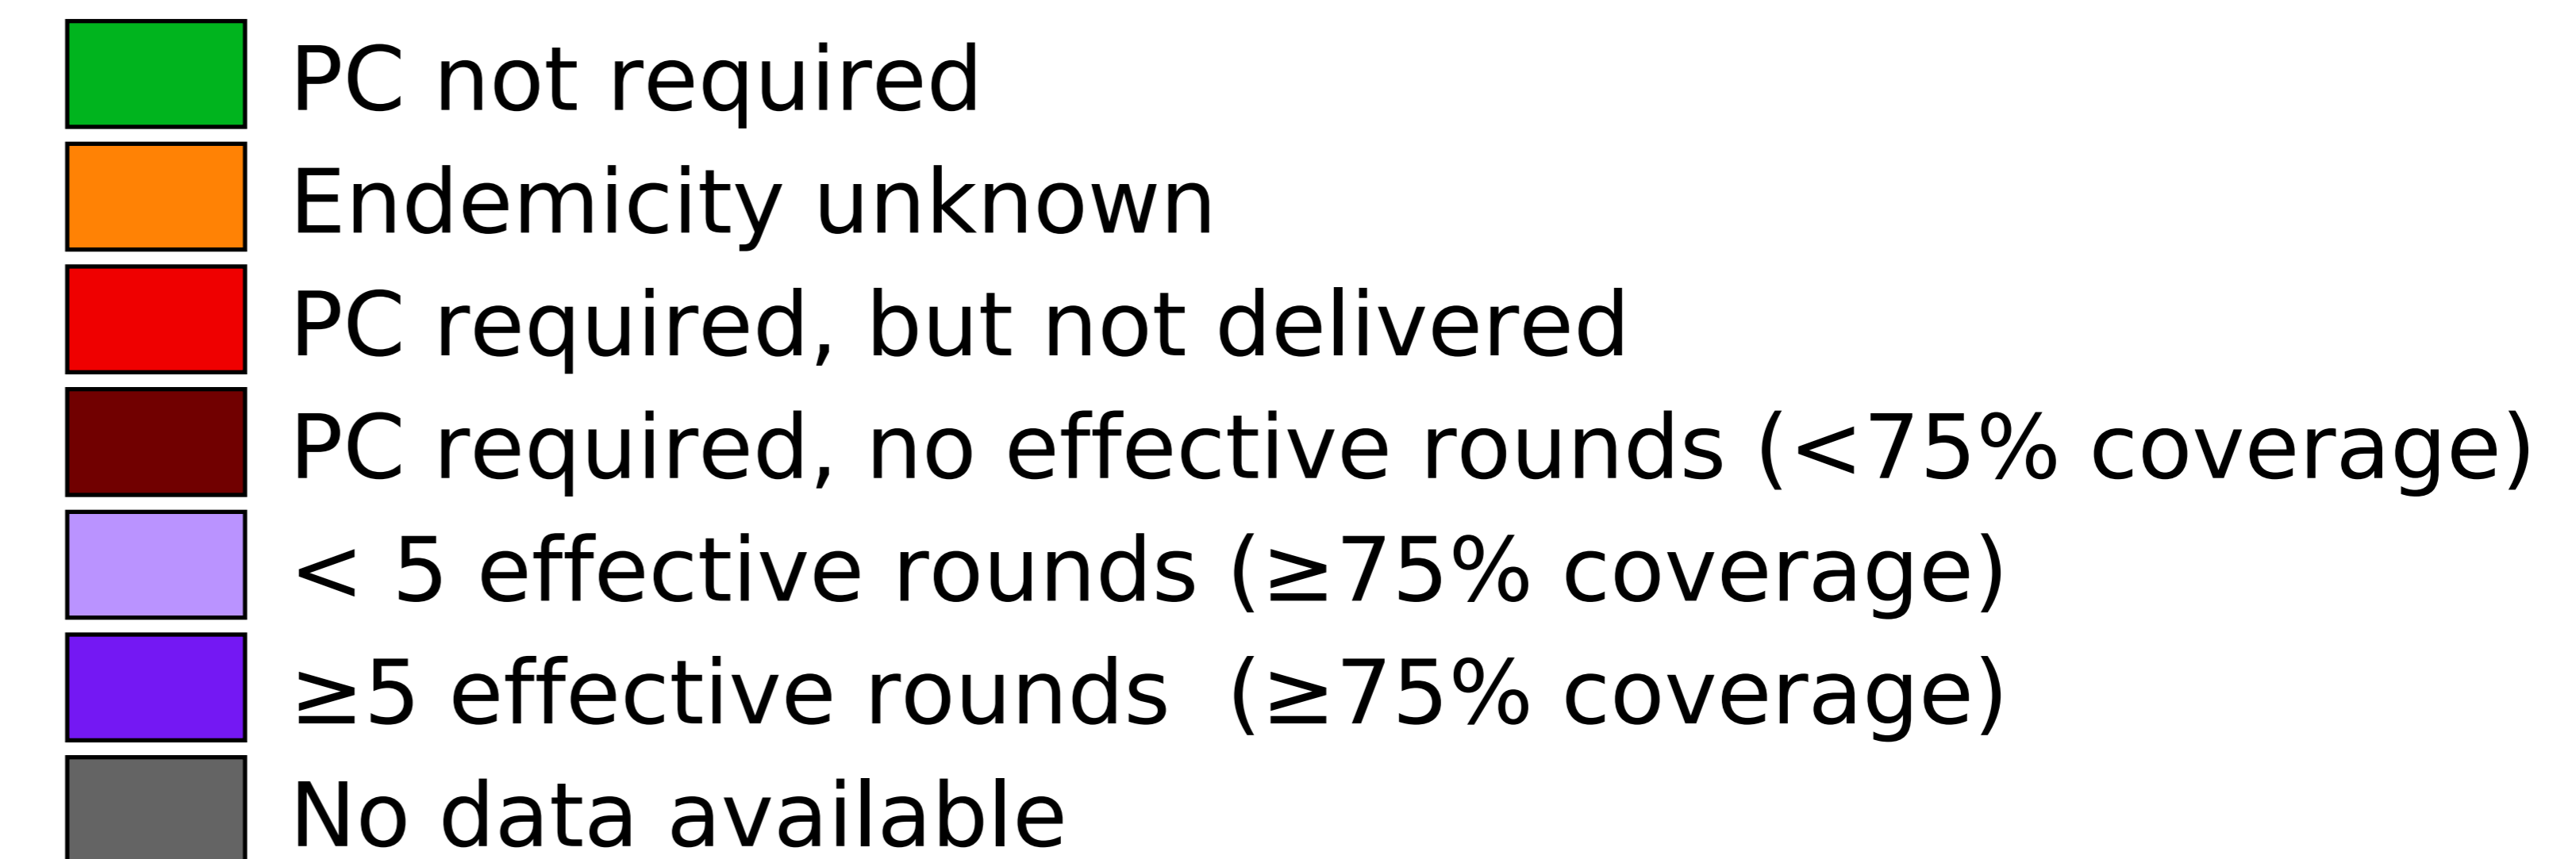 PC not required
Endemicity unknown
PC required, but not delivered
PC required, no effective rounds (<75% coverage)
< 5 effective rounds (≥75% coverage)
≥5 effective rounds  (≥75% coverage)
No data available